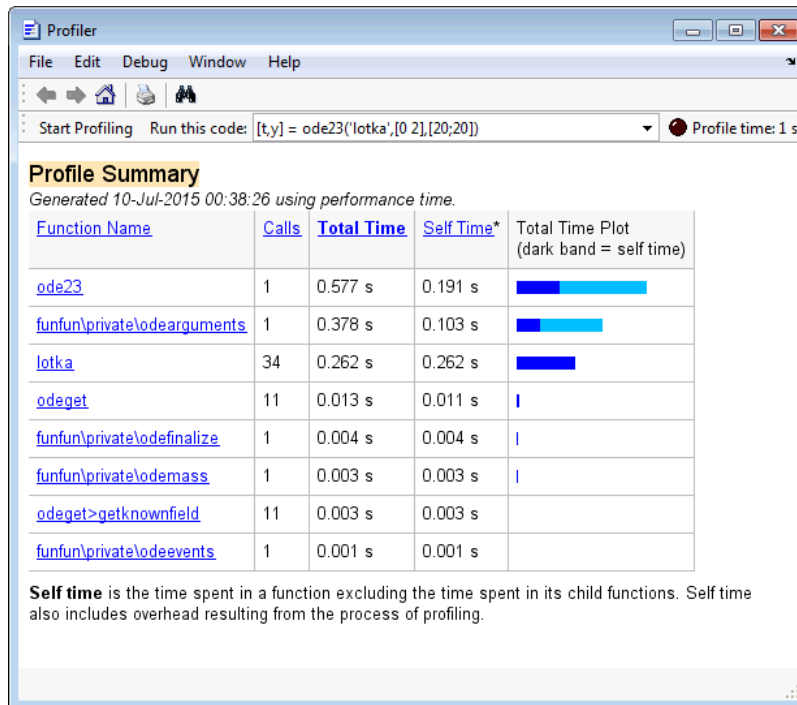 Profiler
File Edit Debug Window Help
Start Profiling Run this code: [t,y] = ode23('lotka',[0 2],[20;20]) Profile time: 1 s
Profile Summary
Generated 10-Jul-2015 00:38:26 using performance time.
Function Name Calls Total Time Self Time* Total Time Plot
(dark band = self time)
ode23 1 0.577 s 0.191 s
funfun\private\odearguments 1 0.378 s 0.103 s
lotka 34 0.262 s 0.262 s
odeget 11 0.013 s 0.011 s
funfun\private\odefinalize 1 0.004 s 0.004 s
funfun\private\odemass 1 0.003 s 0.003 s
odeget>getknownfield 11 0.003 s 0.003 s
funfun\private\odeevents 1 0.001 s 0.001 s
Self time is the time spent in a function excluding the time spent in its child functions. Self time
also includes overhead resulting from the process of profiling.